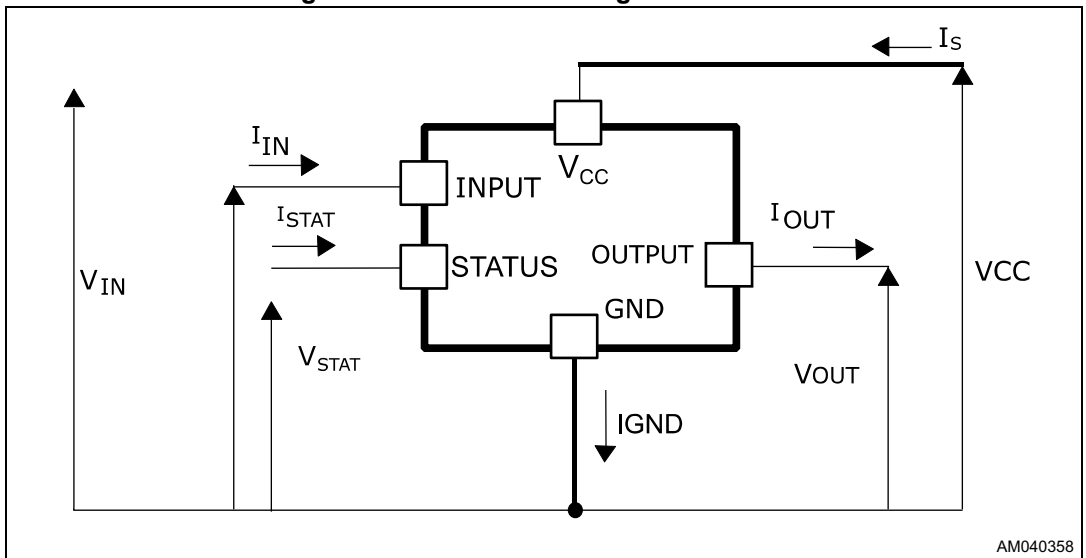 I_S
I_IN
V_CC
INPUT
I_STAT
I_OUT
STATUS
OUTPUT
V_IN
VCC
GND
V_STAT
VOUT
IGND
AM040358